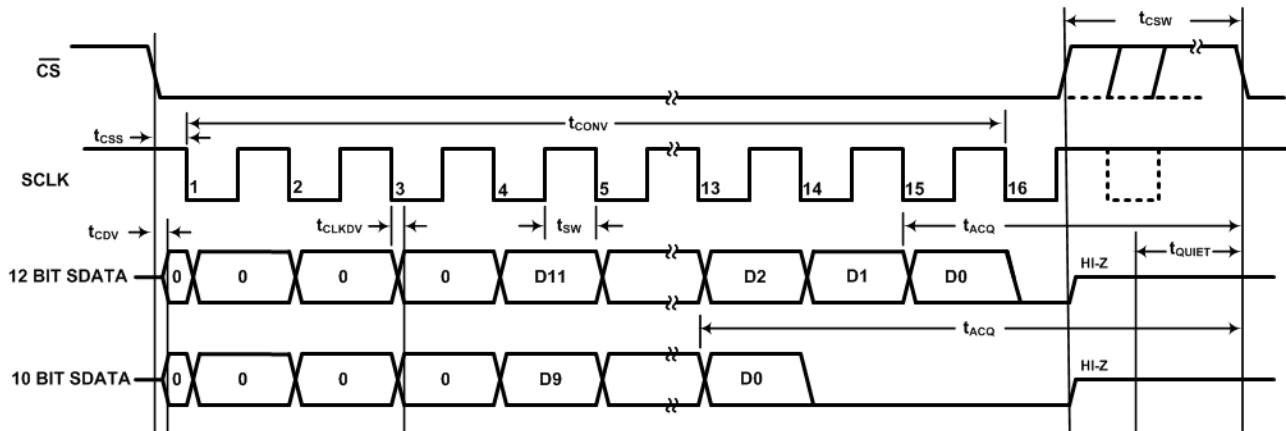 tCSW
CS
tCSS
tCONV
SCLK
1 2 3 4 5 13 14 15 16
tCDV tCLKDV tSW tACQ
tQUIET
12 BIT SDATA 0 0 0 0 D11 D2 D1 D0 HI-Z
tACQ
10 BIT SDATA 0 0 0 0 D9 D0 HI-Z